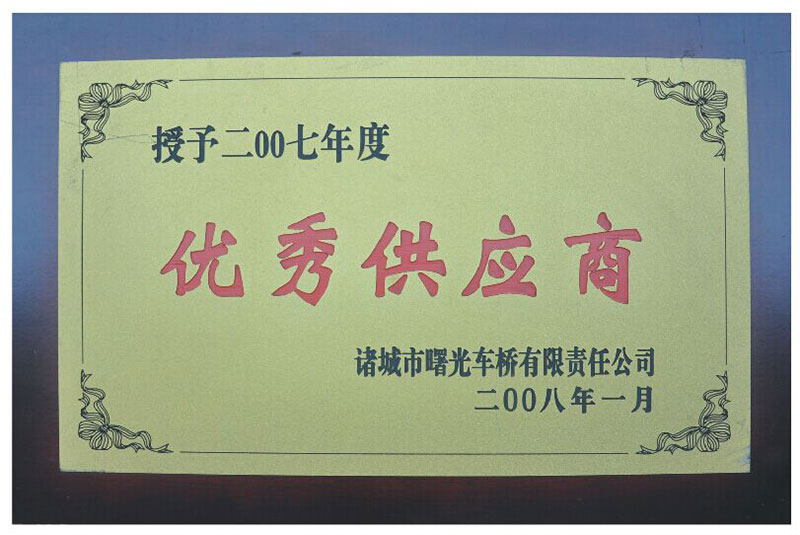 授予二00七年度
优秀供应商
诸城市曙光车桥有限责任公司
二00八年一月